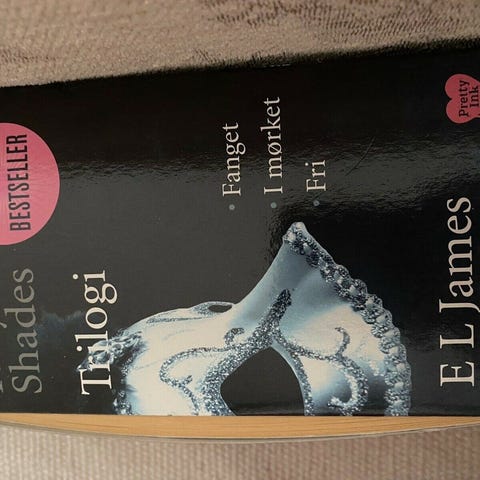 BESTSELLER
Shades
Trilogi
• Fanget
• I mørket
• Fri
E L James
Pretty
Ink